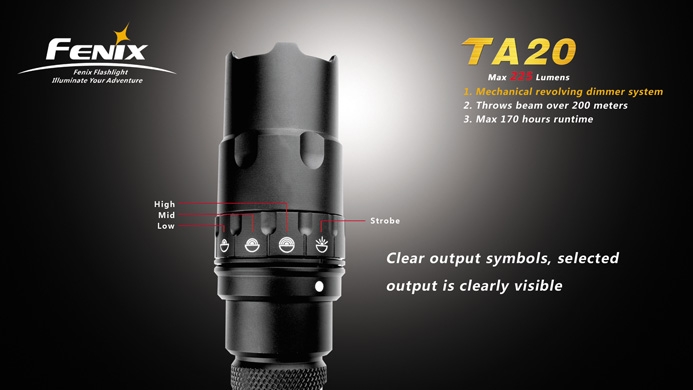 FENIX
Fenix Flashlight
Illuminate Your Adventure
TA20
Max 225 Lumens
1. Mechanical revolving dimmer system
2. Throws beam over 200 meters
3. Max 170 hours runtime
High
Mid
Low
Strobe
Clear output symbols, selected
output is clearly visible